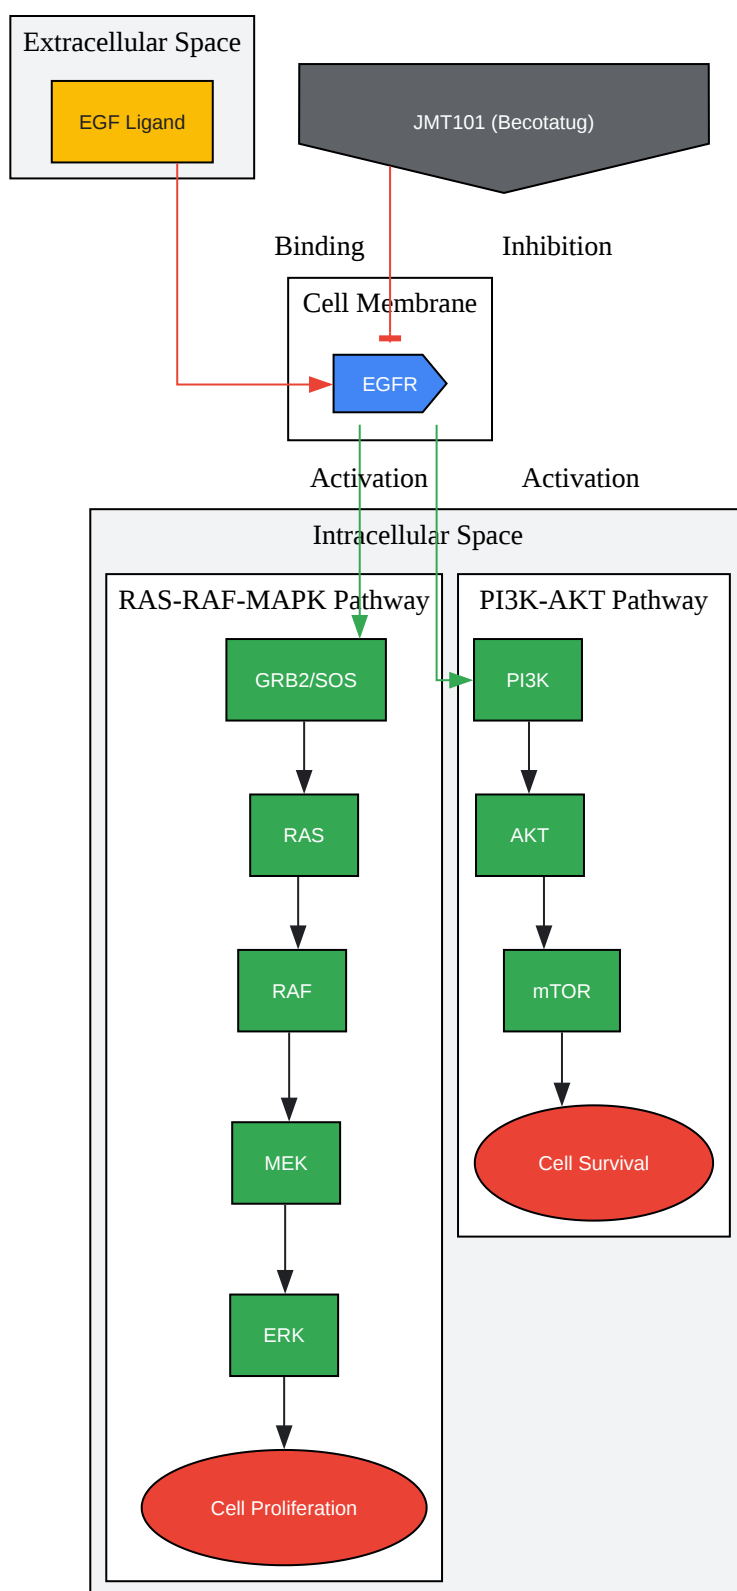 Extracellular Space
EGF Ligand
JMT101 (Becotatug)
Binding
Inhibition
Cell Membrane
EGFR
Activation
Activation
Intracellular Space
RAS-RAF-MAPK Pathway
PI3K-AKT Pathway
GRB2/SOS
PI3K
RAS
AKT
RAF
mTOR
MEK
Cell Survival
ERK
Cell Proliferation